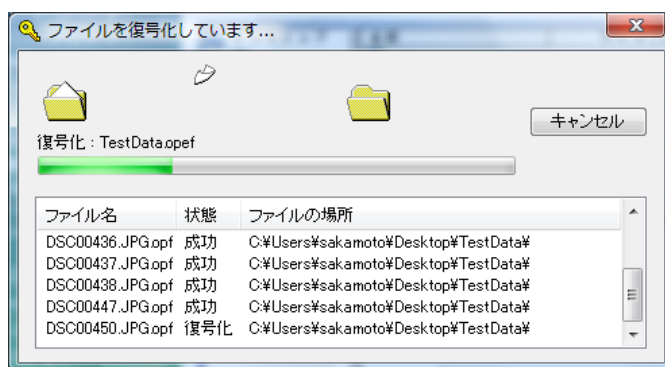 ファイルを復号化しています...
キャンセル
復号化：TestData.opef
ファイル名 状態 ファイルの場所
DSC00436.JPG.opf 成功 C:¥Users¥sakamoto¥Desktop¥TestData¥
DSC00437.JPG.opf 成功 C:¥Users¥sakamoto¥Desktop¥TestData¥
DSC00438.JPG.opf 成功 C:¥Users¥sakamoto¥Desktop¥TestData¥
DSC00447.JPG.opf 成功 C:¥Users¥sakamoto¥Desktop¥TestData¥
DSC00450.JPG.opf 復号化 C:¥Users¥sakamoto¥Desktop¥TestData¥